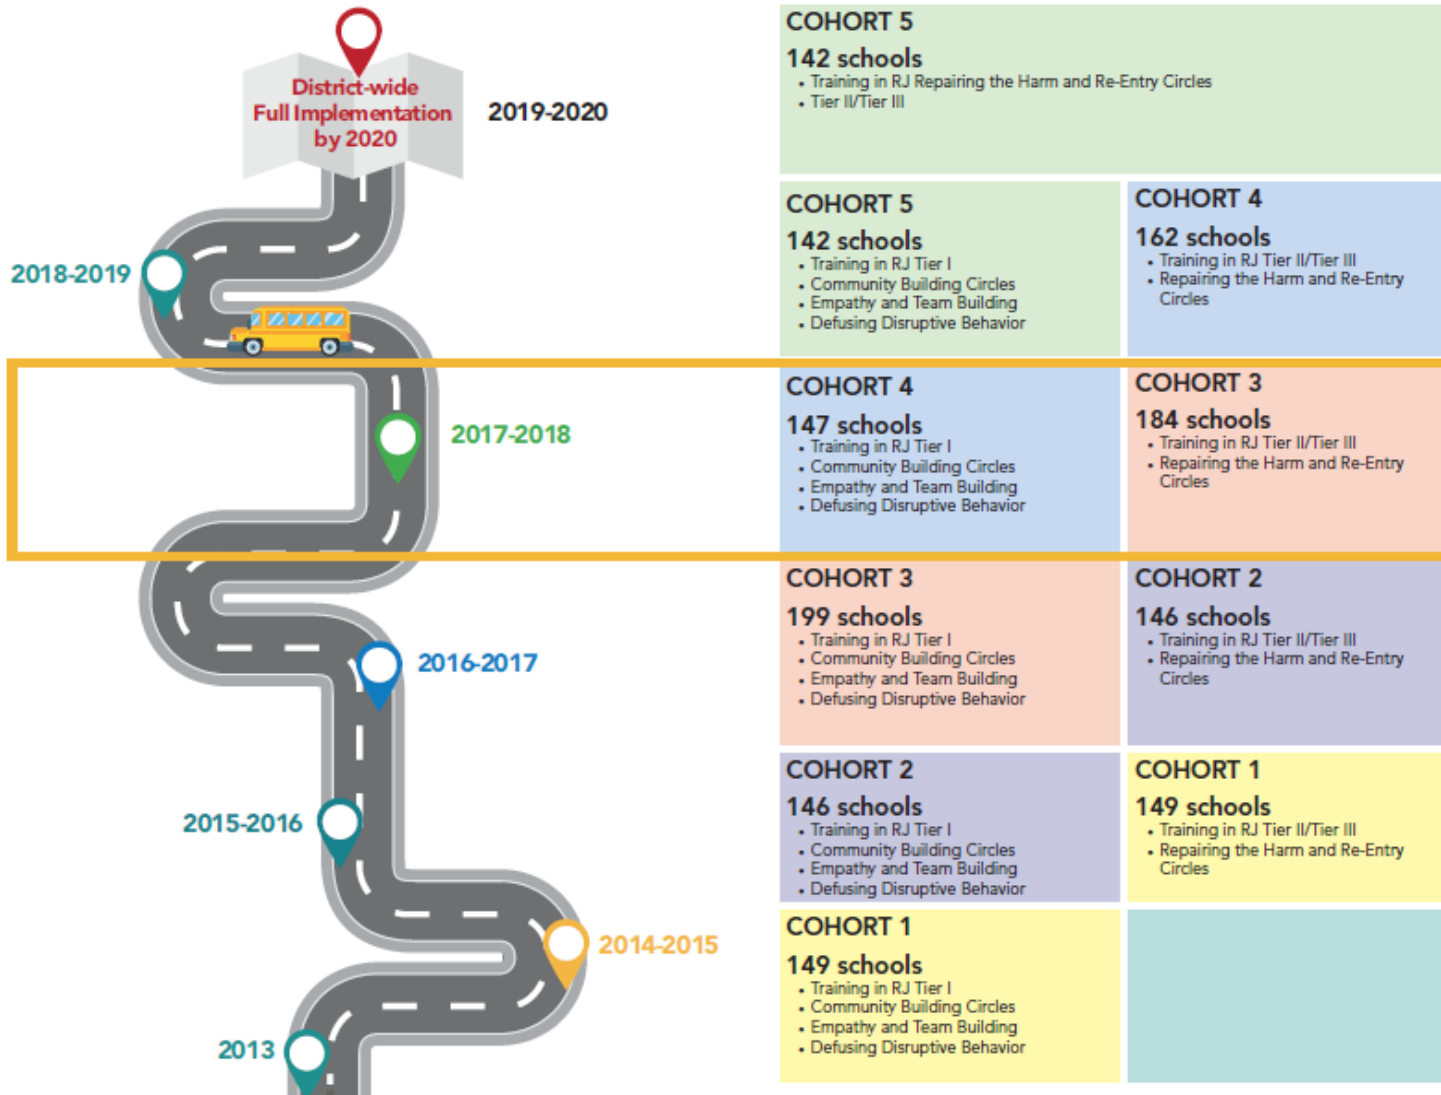 District-wide
Full Implementation
by 2020
2019-2020
COHORT 5
142 schools
• Training in RJ Repairing the Harm and Re-Entry Circles
• Tier II/Tier III
2018-2019
COHORT 5
142 schools
• Training in RJ Tier I
• Community Building Circles
• Empathy and Team Building
• Defusing Disruptive Behavior
COHORT 4
162 schools
• Training in RJ Tier II/Tier III
• Repairing the Harm and Re-Entry
Circles
2017-2018
COHORT 4
147 schools
• Training in RJ Tier I
• Community Building Circles
• Empathy and Team Building
• Defusing Disruptive Behavior
COHORT 3
184 schools
• Training in RJ Tier II/Tier III
• Repairing the Harm and Re-Entry
Circles
2016-2017
COHORT 3
199 schools
• Training in RJ Tier I
• Community Building Circles
• Empathy and Team Building
• Defusing Disruptive Behavior
COHORT 2
146 schools
• Training in RJ Tier II/Tier III
• Repairing the Harm and Re-Entry
Circles
2015-2016
COHORT 2
146 schools
• Training in RJ Tier I
• Community Building Circles
• Empathy and Team Building
• Defusing Disruptive Behavior
COHORT 1
149 schools
• Training in RJ Tier II/Tier III
• Repairing the Harm and Re-Entry
Circles
2014-2015
COHORT 1
149 schools
• Training in RJ Tier I
• Community Building Circles
• Empathy and Team Building
• Defusing Disruptive Behavior
2013